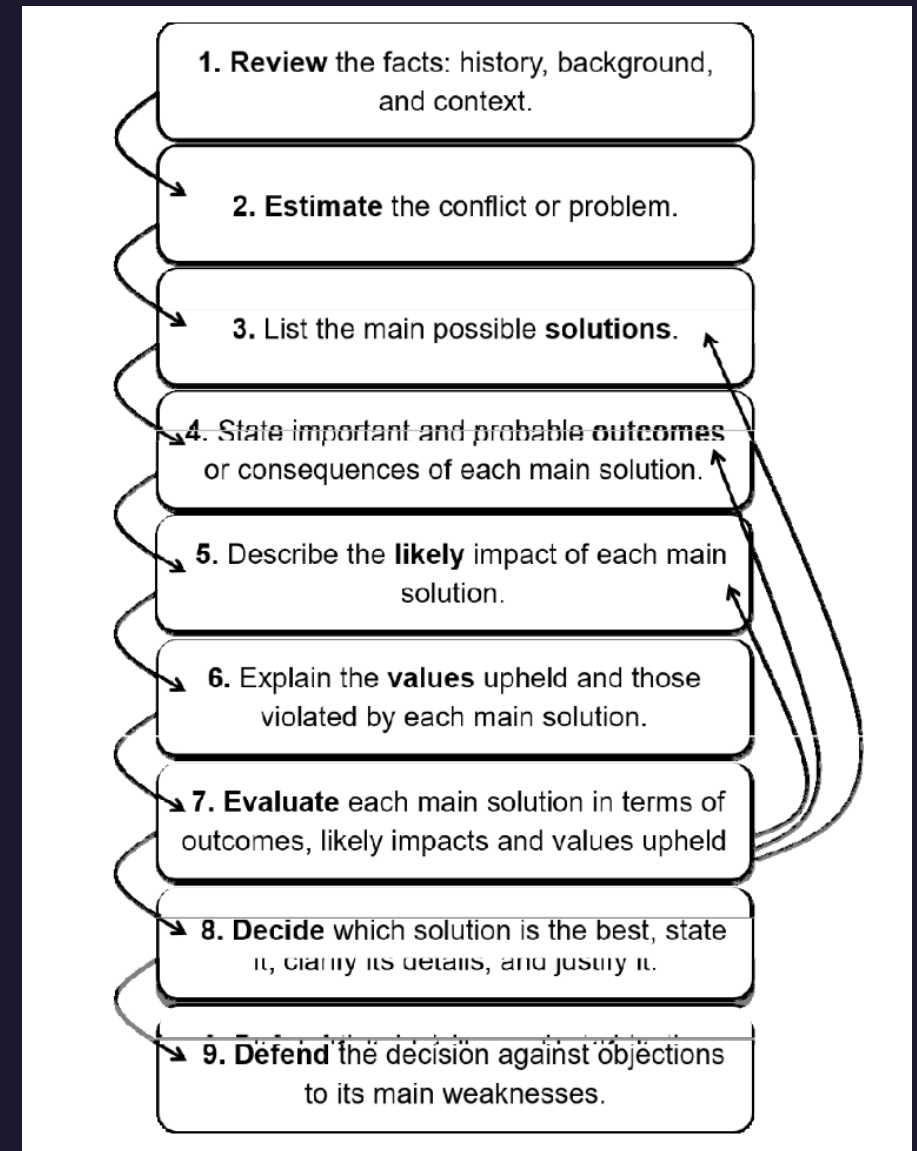 1. Review the facts: history, background,
and context.
2. Estimate the conflict or problem.
3. List the main possible solutions.
4. State important and probable outcomes
or consequences of each main solution.
5. Describe the likely impact of each main
solution.
6. Explain the values upheld and those
violated by each main solution.
7. Evaluate each main solution in terms of
outcomes, likely impacts and values upheld
8. Decide which solution is the best, state
it, clarify its details, and justify it.
9. Defend the decision against objections
to its main weaknesses.